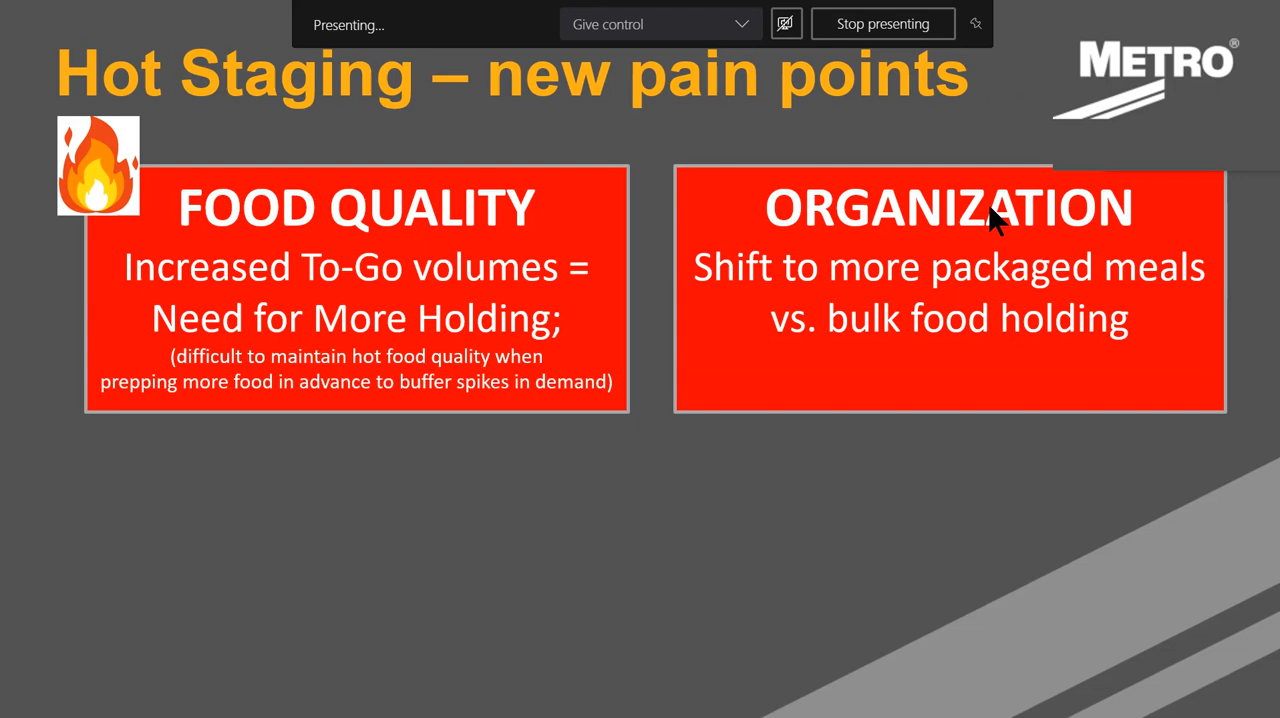 Presenting...
Give control
Stop presenting
Hot Staging – new pain points
METRO®
FOOD QUALITY
Increased To-Go volumes =
Need for More Holding;
(difficult to maintain hot food quality when
prepping more food in advance to buffer spikes in demand)
ORGANIZATION
Shift to more packaged meals
vs. bulk food holding